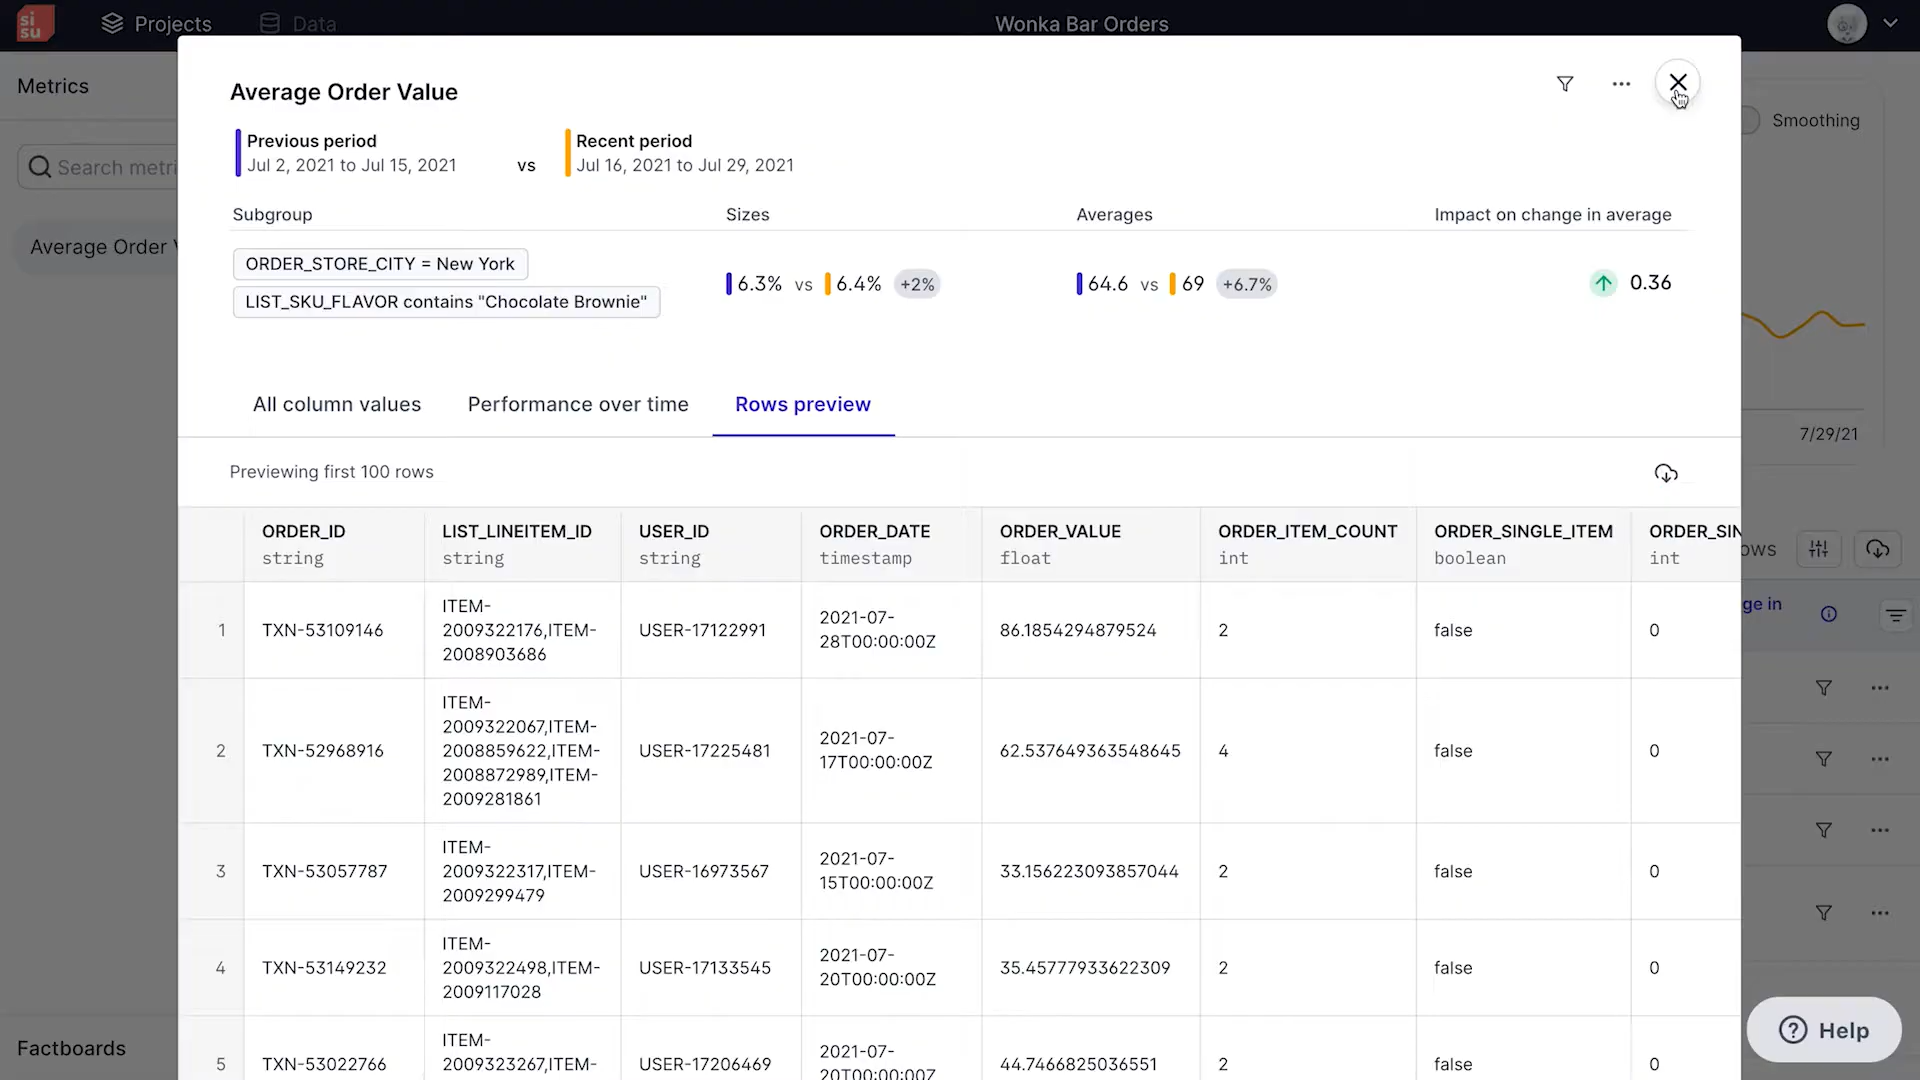 si
su
Projects
Data
Wonka Bar Orders
Metrics
Search metri
Average Order V
Factboards
Average Order Value
Previous period
Jul 2, 2021 to Jul 15, 2021
vs
Recent period
Jul 16, 2021 to Jul 29, 2021
Smoothing
Subgroup
Sizes
Averages
Impact on change in average
ORDER_STORE_CITY = New York
LIST_SKU_FLAVOR contains "Chocolate Brownie"
6.3% vs 6.4% +2%
64.6 vs 69 +6.7%
0.36
All column values
Performance over time
Rows preview
7/29/21
Previewing first 100 rows
ORDER_ID
string
LIST_LINEITEM_ID
string
USER_ID
string
ORDER_DATE
timestamp
ORDER_VALUE
float
ORDER_ITEM_COUNT
int
ORDER_SINGLE_ITEM
boolean
ORDER_SIN
int
ows
ge in
1
TXN-53109146
ITEM-
2009322176,ITEM-
2008903686
USER-17122991
2021-07-
28T00:00:00Z
86.1854294879524
2
false
0
2
TXN-52968916
ITEM-
2009322067,ITEM-
2008859622,ITEM-
2008872989,ITEM-
2009281861
USER-17225481
2021-07-
17T00:00:00Z
62.537649363548645
4
false
0
3
TXN-53057787
ITEM-
2009322317,ITEM-
2009299479
USER-16973567
2021-07-
15T00:00:00Z
33.156223093857044
2
false
0
4
TXN-53149232
ITEM-
2009322498,ITEM-
2009117028
USER-17133545
2021-07-
20T00:00:00Z
35.45777933622309
2
false
0
5
TXN-53022766
ITEM-
2009323267,ITEM-
USER-17206469
2021-07-
20T00:00:00Z
44.7466825036551
2
false
0
Help